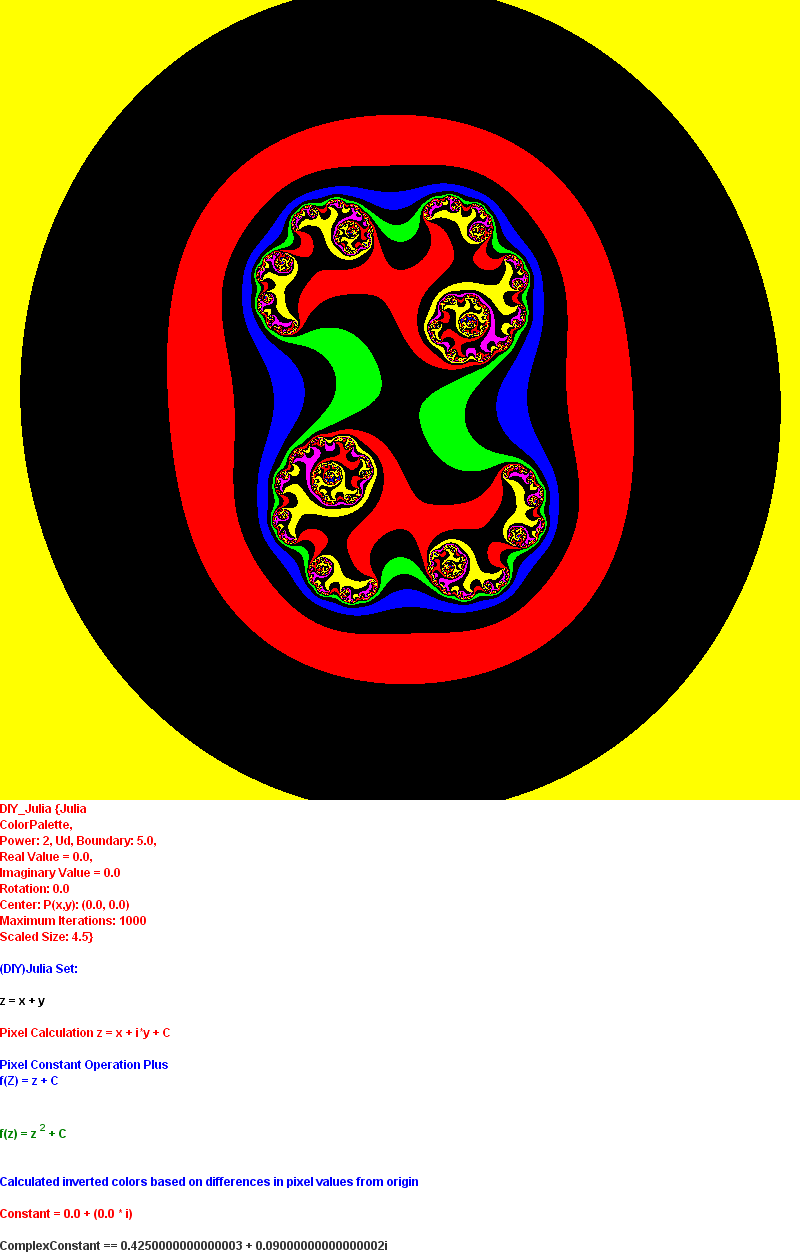 DIY_Julia {Julia
ColorPalette,
Power: 2, Ud, Boundary: 5.0,
Real Value = 0.0,
Imaginary Value = 0.0
Rotation: 0.0
Center: P(x,y): (0.0, 0.0)
Maximum Iterations: 1000
Scaled Size: 4.5}
(DIY)Julia Set:
z = x + y
Pixel Calculation z = x + i*y + C
Pixel Constant Operation Plus
f(Z) = z + C
f(z) = z ² + C
Calculated inverted colors based on differences in pixel values from origin
Constant = 0.0 + (0.0 * i)
ComplexConstant == 0.4250000000000003 + 0.09000000000000002i